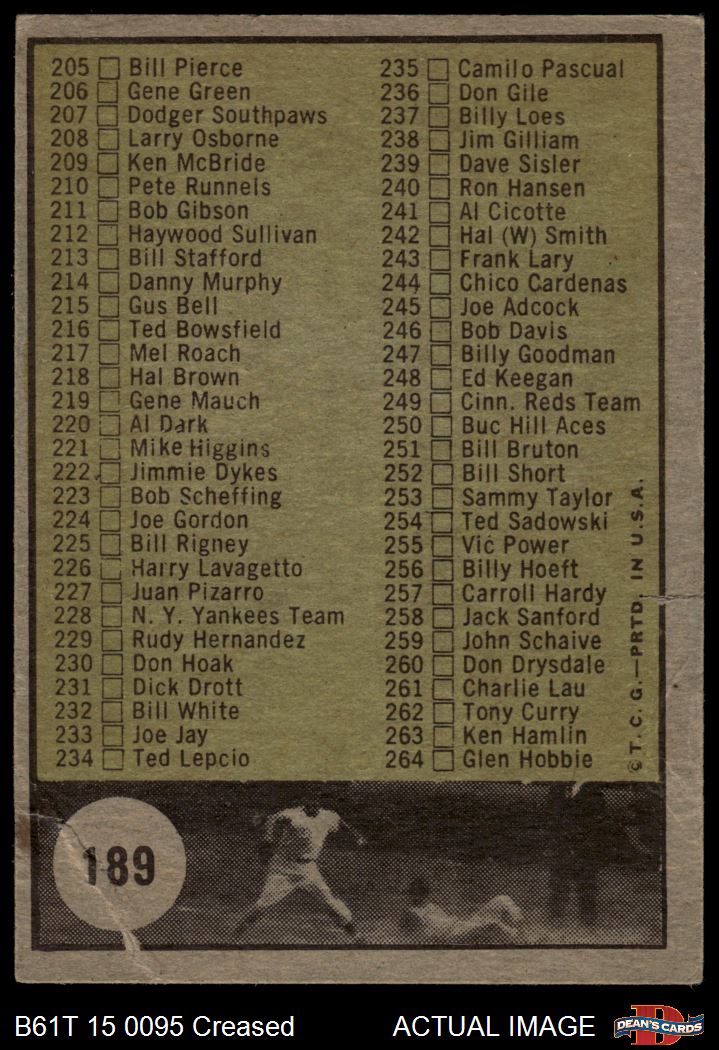 205 Bill Pierce
206 Gene Green
207 Dodger Southpaws
208 Larry Osborne
209 Ken McBride
210 Pete Runnels
211 Bob Gibson
212 Haywood Sullivan
213 Bill Stafford
214 Danny Murphy
215 Gus Bell
216 Ted Bowsfield
217 Mel Roach
218 Hal Brown
219 Gene Mauch
220 Al Dark
221 Mike Higgins
222 Jimmie Dykes
223 Bob Scheffing
224 Joe Gordon
225 Bill Rigney
226 Harry Lavagetto
227 Juan Pizarro
228 N. Y. Yankees Team
229 Rudy Hernandez
230 Don Hoak
231 Dick Drott
232 Bill White
233 Joe Jay
234 Ted Lepcio
235 Camilo Pascual
236 Don Gile
237 Billy Loes
238 Jim Gilliam
239 Dave Sisler
240 Ron Hansen
241 Al Cicotte
242 Hal (W) Smith
243 Frank Lary
244 Chico Cardenas
245 Joe Adcock
246 Bob Davis
247 Billy Goodman
248 Ed Keegan
249 Cinn. Reds Team
250 Buc Hill Aces
251 Bill Bruton
252 Bill Short
253 Sammy Taylor
254 Ted Sadowski
255 Vic Power
256 Billy Hoeft
257 Carroll Hardy
258 Jack Sanford
259 John Schaive
260 Don Drysdale
261 Charlie Lau
262 Tony Curry
263 Ken Hamlin
264 Glen Hobbie
© T. C. G.—PRTD. IN U.S.A.
189
B61T 15 0095 Creased
ACTUAL IMAGE
DEAN'S CARDS